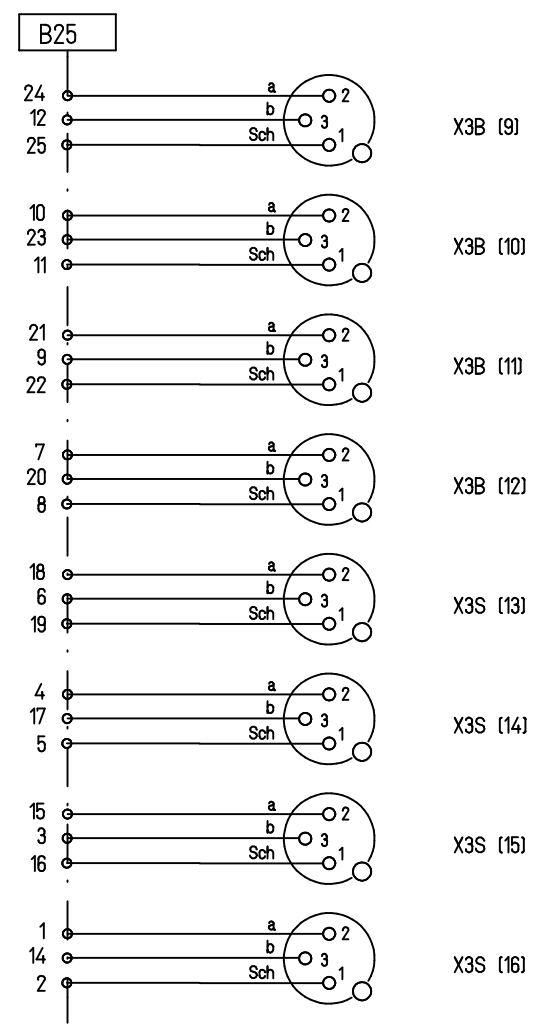 B25
24 a 2
12 b 3 X3B (9)
25 Sch 1
10 a 2
23 b 3 X3B (10)
11 Sch 1
21 a 2
9 b 3 X3B (11)
22 Sch 1
7 a 2
20 b 3 X3B (12)
8 Sch 1
18 a 2
6 b 3 X3S (13)
19 Sch 1
4 a 2
17 b 3 X3S (14)
5 Sch 1
15 a 2
3 b 3 X3S (15)
16 Sch 1
1 a 2
14 b 3 X3S (16)
2 Sch 1